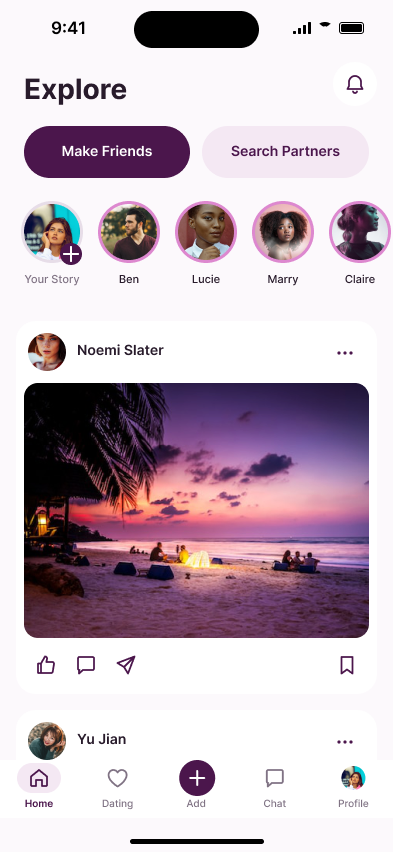 9:41
Explore
Make Friends
Search Partners
Your Story
Ben
Lucie
Marry
Claire
Noemi Slater
Yu Jian
Home
Dating
Add
Chat
Profile